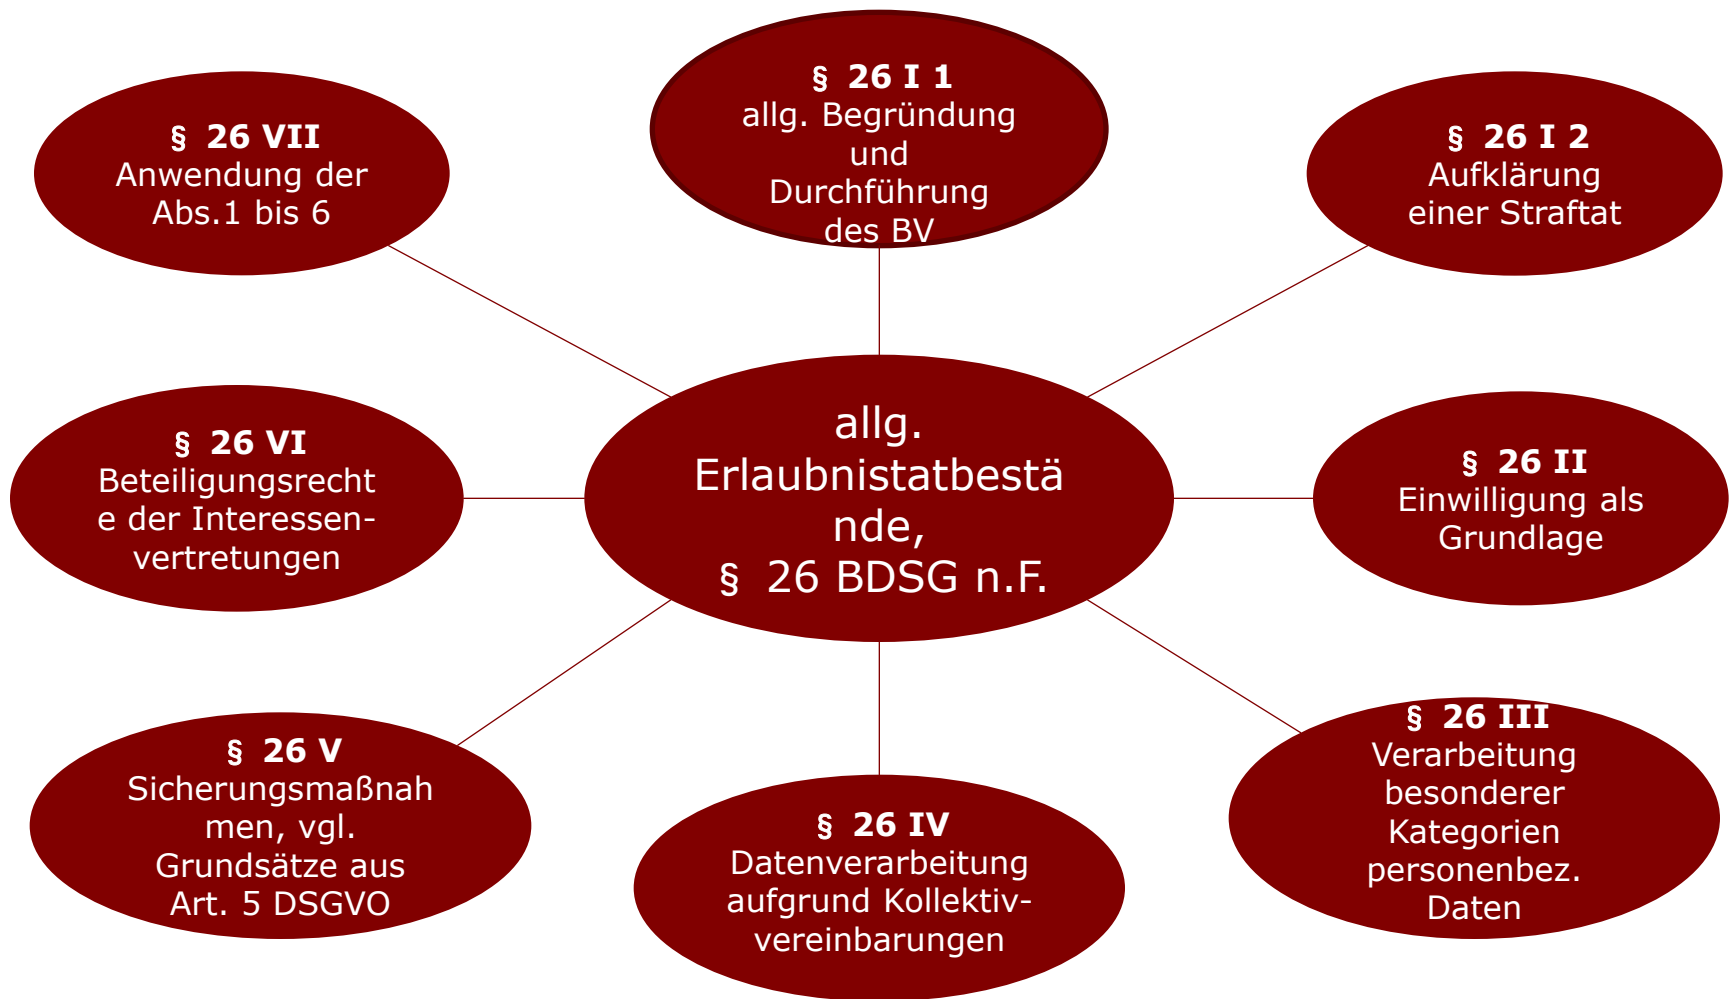 § 26 I 1
allg. Begründung
und
Durchführung
des BV
§ 26 I 2
Aufklärung
einer Straftat
§ 26 II
Einwilligung als
Grundlage
§ 26 III
Verarbeitung
besonderer
Kategorien
personenbez.
Daten
§ 26 IV
Datenverarbeitung
aufgrund Kollektiv-
vereinbarungen
§ 26 V
Sicherungsmaßnah
men, vgl.
Grundsätze aus
Art. 5 DSGVO
§ 26 VI
Beteiligungsrecht
e der Interessen-
vertretungen
§ 26 VII
Anwendung der
Abs.1 bis 6
allg.
Erlaubnistatbestä
nde,
§ 26 BDSG n.F.